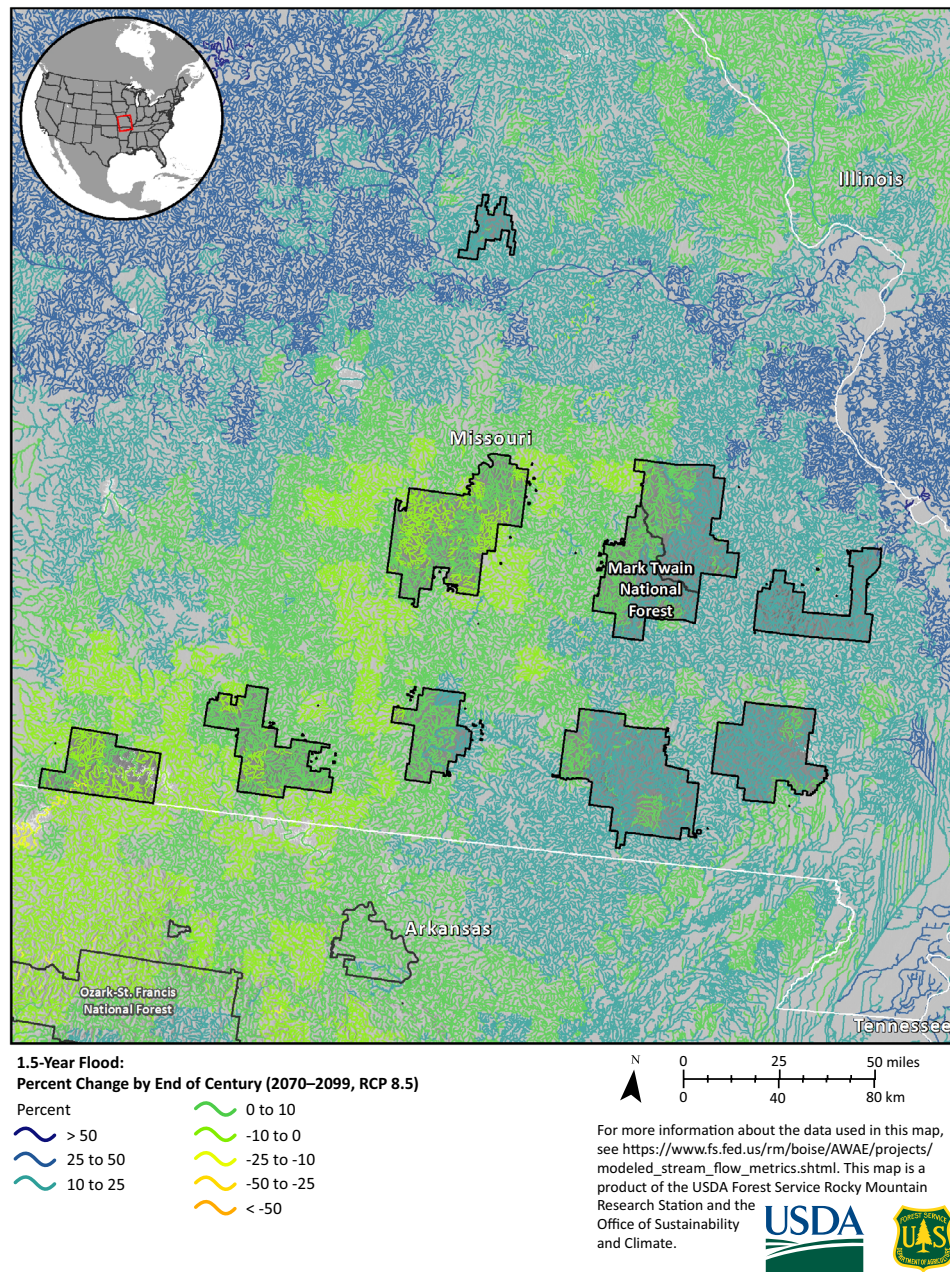 Illinois
Missouri
Mark Twain
National
Forest
Arkansas
Ozark-St. Francis
National Forest
Tennessee
1.5-Year Flood:
Percent Change by End of Century (2070–2099, RCP 8.5)
Percent
> 50
25 to 50
10 to 25
0 to 10
-10 to 0
-25 to -10
-50 to -25
< -50
N
0 25 50 miles
0 40 80 km
For more information about the data used in this map,
see https://www.fs.fed.us/rm/boise/AWAE/projects/
modeled_stream_flow_metrics.shtml. This map is a
product of the USDA Forest Service Rocky Mountain
Research Station and the
Office of Sustainability
and Climate.
USDA
FOREST SERVICE
U S
DEPARTMENT OF AGRICULTURE